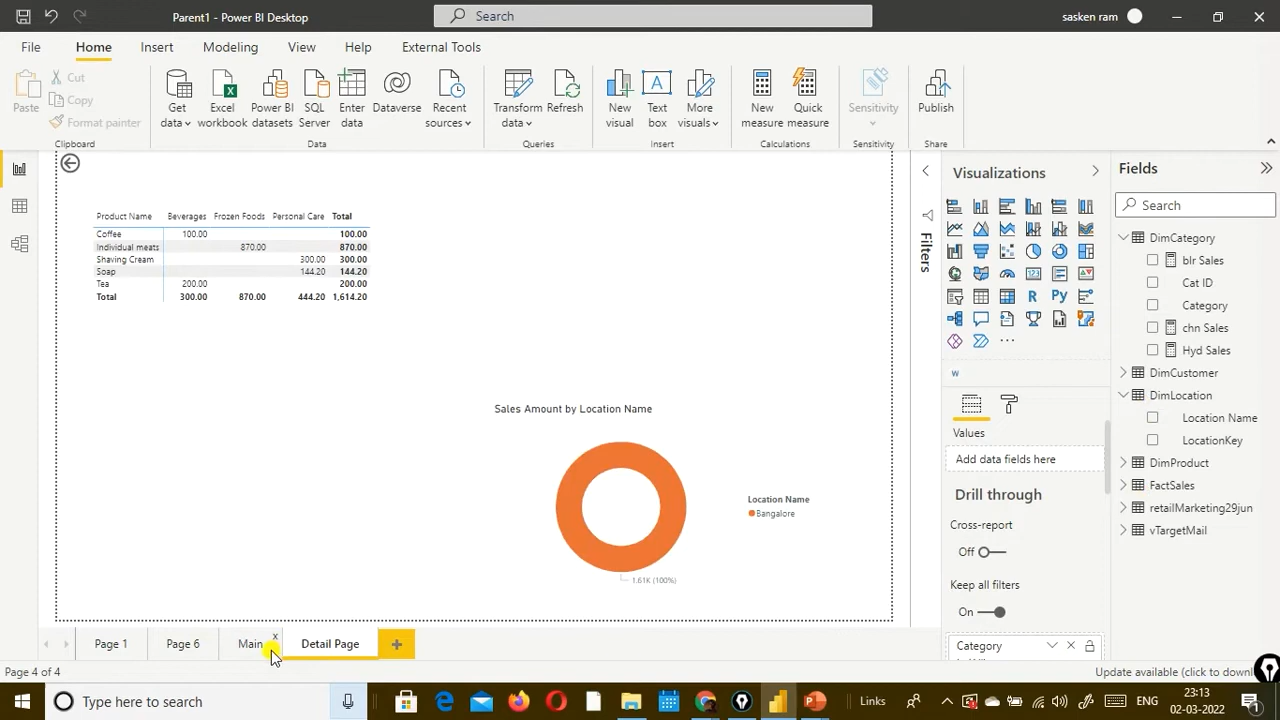 Parent1 - Power BI Desktop
Search
sasken ram
File
Home
Insert
Modeling
View
Help
External Tools
Paste
Cut
Copy
Format painter
Get data
Excel workbook
Power BI datasets
SQL Server
Enter data
Dataverse
Recent sources
Transform data
Refresh
New visual
Text box
More visuals
New measure
Quick measure
Sensitivity
Publish
Clipboard
Data
Queries
Insert
Calculations
Sensitivity
Share
Product Name Beverages Frozen Foods Personal Care Total
Coffee 100.00 100.00
Individual meats 870.00 870.00
Shaving Cream 300.00 300.00
Soap 144.20 144.20
Tea 200.00 200.00
Total 300.00 870.00 444.20 1,614.20
Sales Amount by Location Name
Location Name
Bangalore
1.61K (100%)
Filters
Visualizations
R
Py
w
Values
Add data fields here
Drill through
Cross-report
Off
Keep all filters
On
Category
Fields
Search
DimCategory
blr Sales
Cat ID
Category
chn Sales
Hyd Sales
DimCustomer
DimLocation
Location Name
LocationKey
DimProduct
FactSales
retailMarketing29jun
vTargetMail
Page 1
Page 6
Main
x
Detail Page
Page 4 of 4
Update available (click to downl
Type here to search
Links
ENG
23:13
02-03-2022